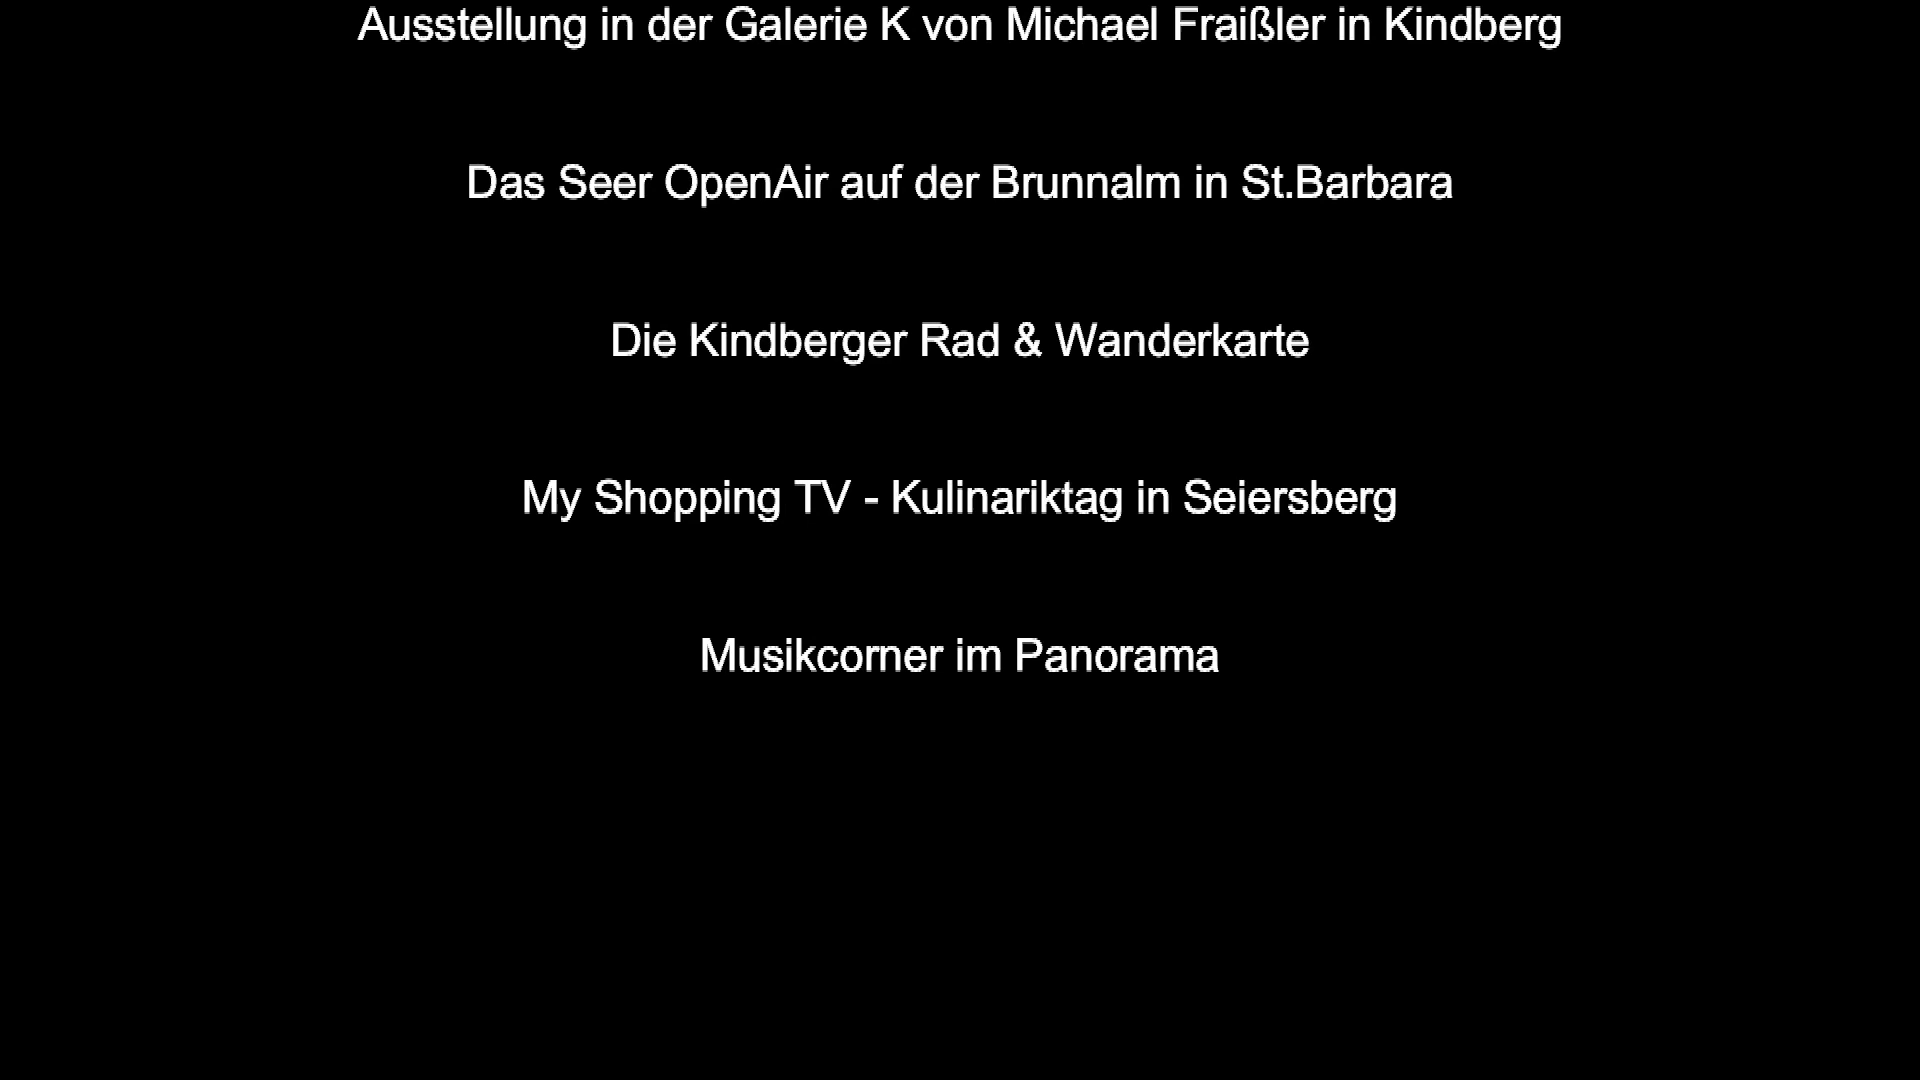 Ausstellung in der Galerie K von Michael Fraißler in Kindberg
Das Seer OpenAir auf der Brunnalm in St.Barbara
Die Kindberger Rad & Wanderkarte
My Shopping TV - Kulinariktag in Seiersberg
Musikcorner im Panorama